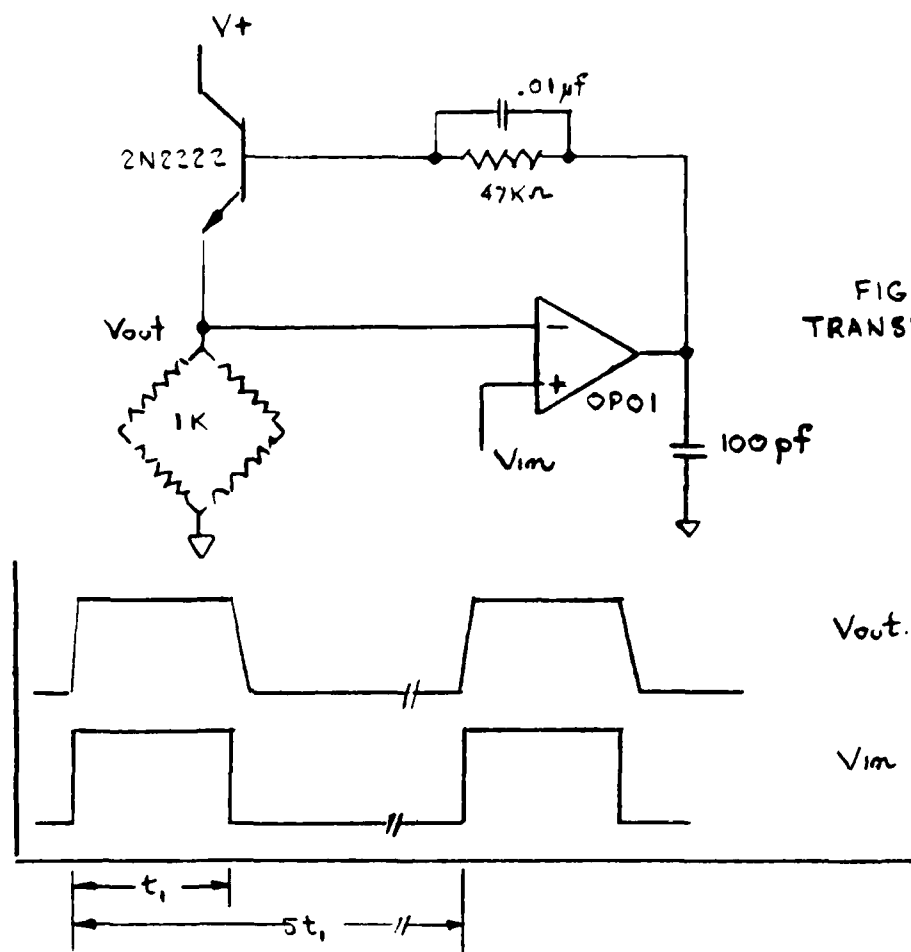 V+
.01µf
2N2222
47KΩ
FIG
TRANS
Vout
1K
OP01
Vin
100pf
Vout.
Vin
t₁
5t₁